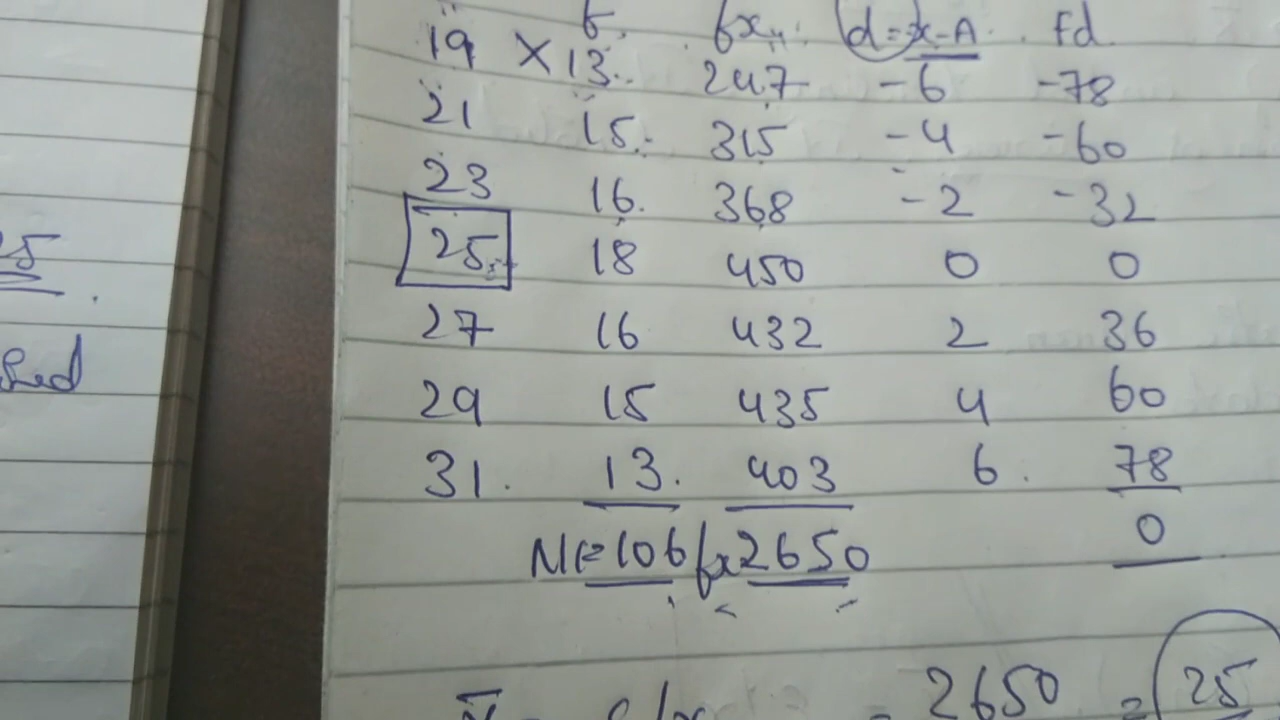 f. fx d=x-A Fd
19 × 13 247 -6 -78
21 15 315 -4 -60
23 16 368 -2 -32
25 18 450 0 0
27 16 432 2 36
29 15 435 4 60
31. 13. 403 6. 78
25
N=106 fx 2650 0
2650 = 25